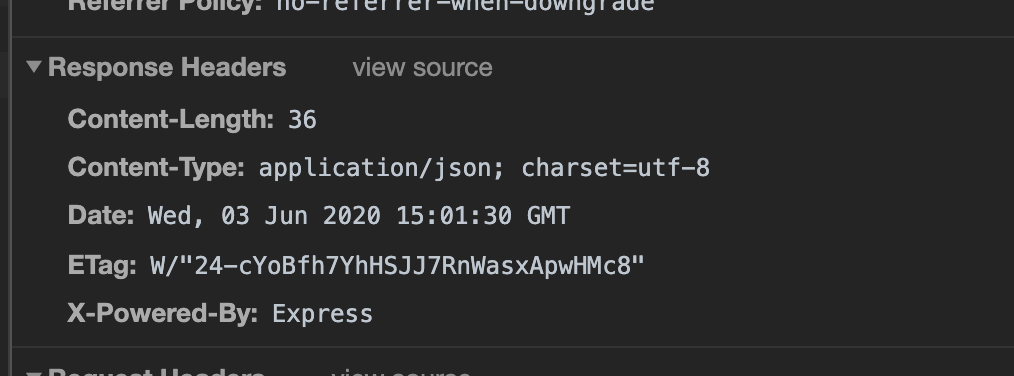 Referrer Policy: no-referrer-when-downgrade
Response Headers view source
Content-Length: 36
Content-Type: application/json; charset=utf-8
Date: Wed, 03 Jun 2020 15:01:30 GMT
ETag: W/"24-cYoBfh7YhHSJJ7RnWasxApwHMc8"
X-Powered-By: Express
Request Headers view source